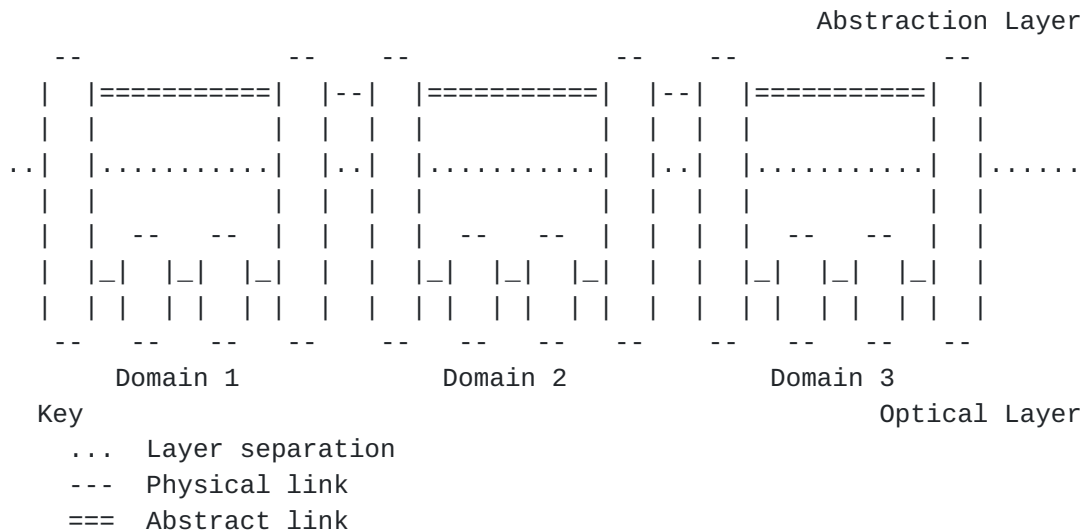 Abstraction Layer
   --             --    --             --    --             --
  |  |===========|  |--|  |===========|  |--|  |===========|  |
  |  |           |  |  |  |           |  |  |  |           |  |
..|  |...........|  |..|  |...........|  |..|  |...........|  |......
  |  |           |  |  |  |           |  |  |  |           |  |
  |  |  --   --  |  |  |  |  --   --  |  |  |  |  --   --  |  |
  |  |_|  |_|  |_|  |  |  |_|  |_|  |_|  |  |  |_|  |_|  |_|  |
  |  | |  | |  | |  |  |  | |  | |  | |  |  |  | |  | |  | |  |
   --   --   --   --    --   --   --   --    --   --   --   --
       Domain 1             Domain 2             Domain 3
  Key                                                   Optical Layer
    ...  Layer separation
    ---  Physical link
    ===  Abstract link